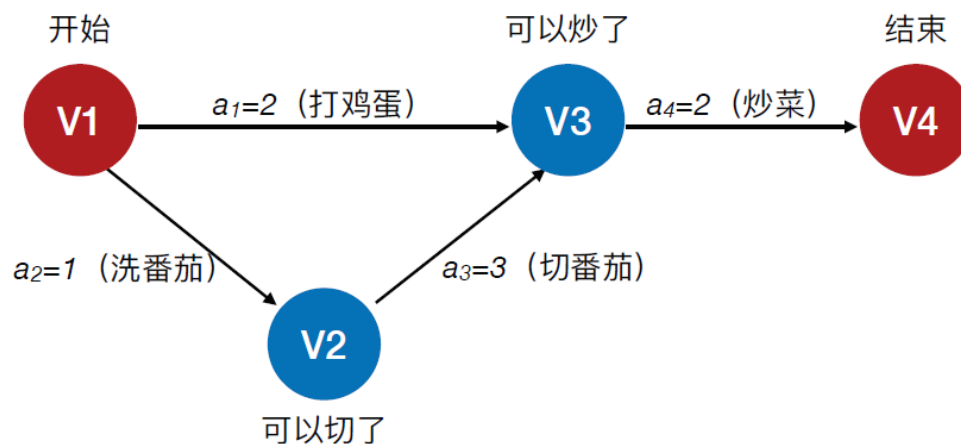 开始
可以炒了
结束
V1
a₁=2（打鸡蛋）
V3
a₄=2（炒菜）
V4
a₂=1（洗番茄）
a₃=3（切番茄）
V2
可以切了